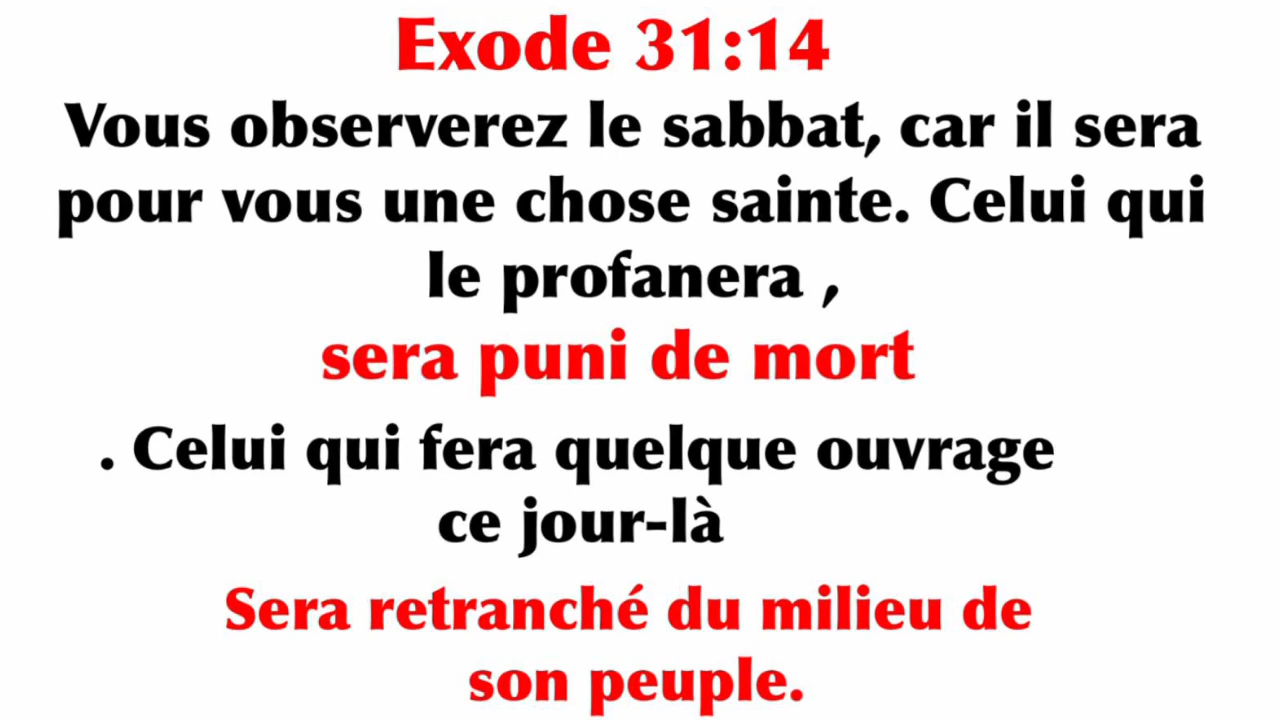 Exode 31:14
Vous observerez le sabbat, car il sera
pour vous une chose sainte. Celui qui
le profanera ,
sera puni de mort
. Celui qui fera quelque ouvrage
ce jour-là
Sera retranché du milieu de
son peuple.